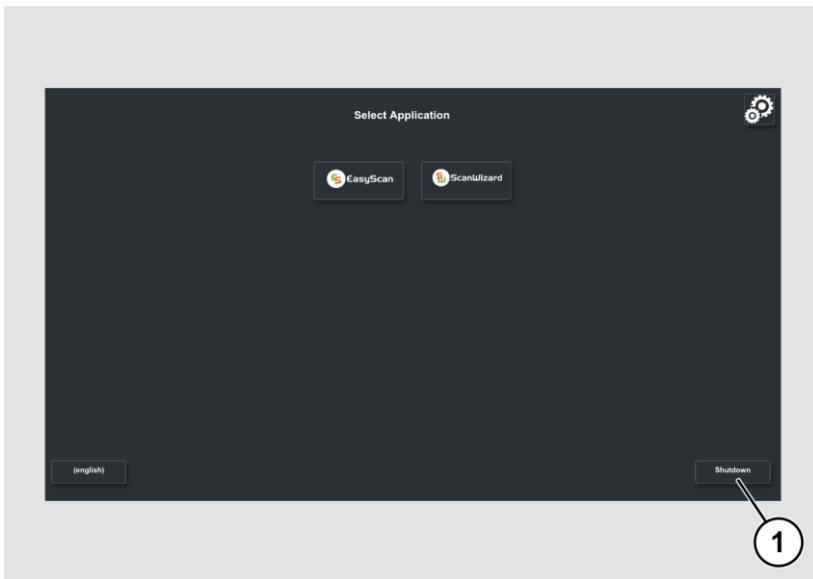 Select Application
EasyScan
ScanWizard
(english)
Shutdown
1